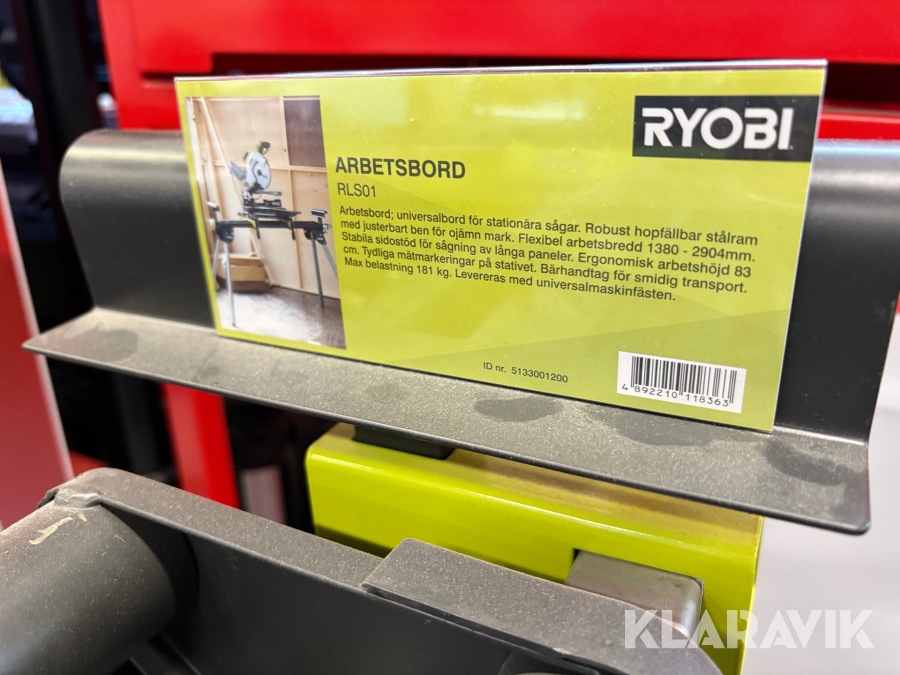 RYOBI
ARBETSBORD
RLS01
Arbetsbord; universalbord för stationära sågar. Robust hopfällbar stålram
med justerbart ben för ojämn mark. Flexibel arbetsbredd 1380 - 2904mm.
Stabila sidostöd för sågning av långa paneler. Ergonomisk arbetshöjd 83
cm. Tydliga mätmarkeringar på stativet. Bärhandtag för smidig transport.
Max belastning 181 kg. Levereras med universalmaskinfästen.
ID nr. 5133001200
4 892210 118363
KLARAVIK